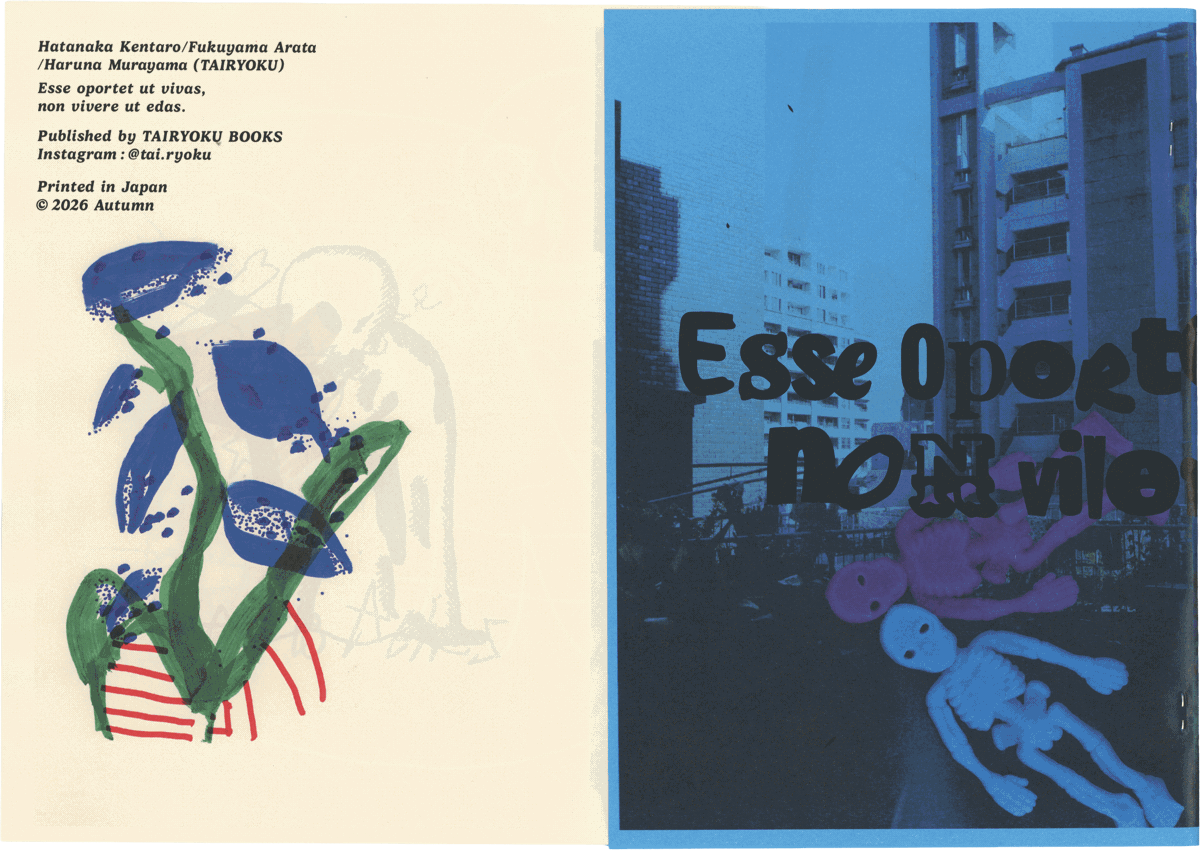 Hatanaka Kentaro/Fukuyama Arata
/Haruna Murayama (TAIRYOKU)
Esse oportet ut vivas,
non vivere ut edas.
Published by TAIRYOKU BOOKS
Instagram : @tai.ryoku
Printed in Japan
© 2026 Autumn
Esse Oport
noN vile